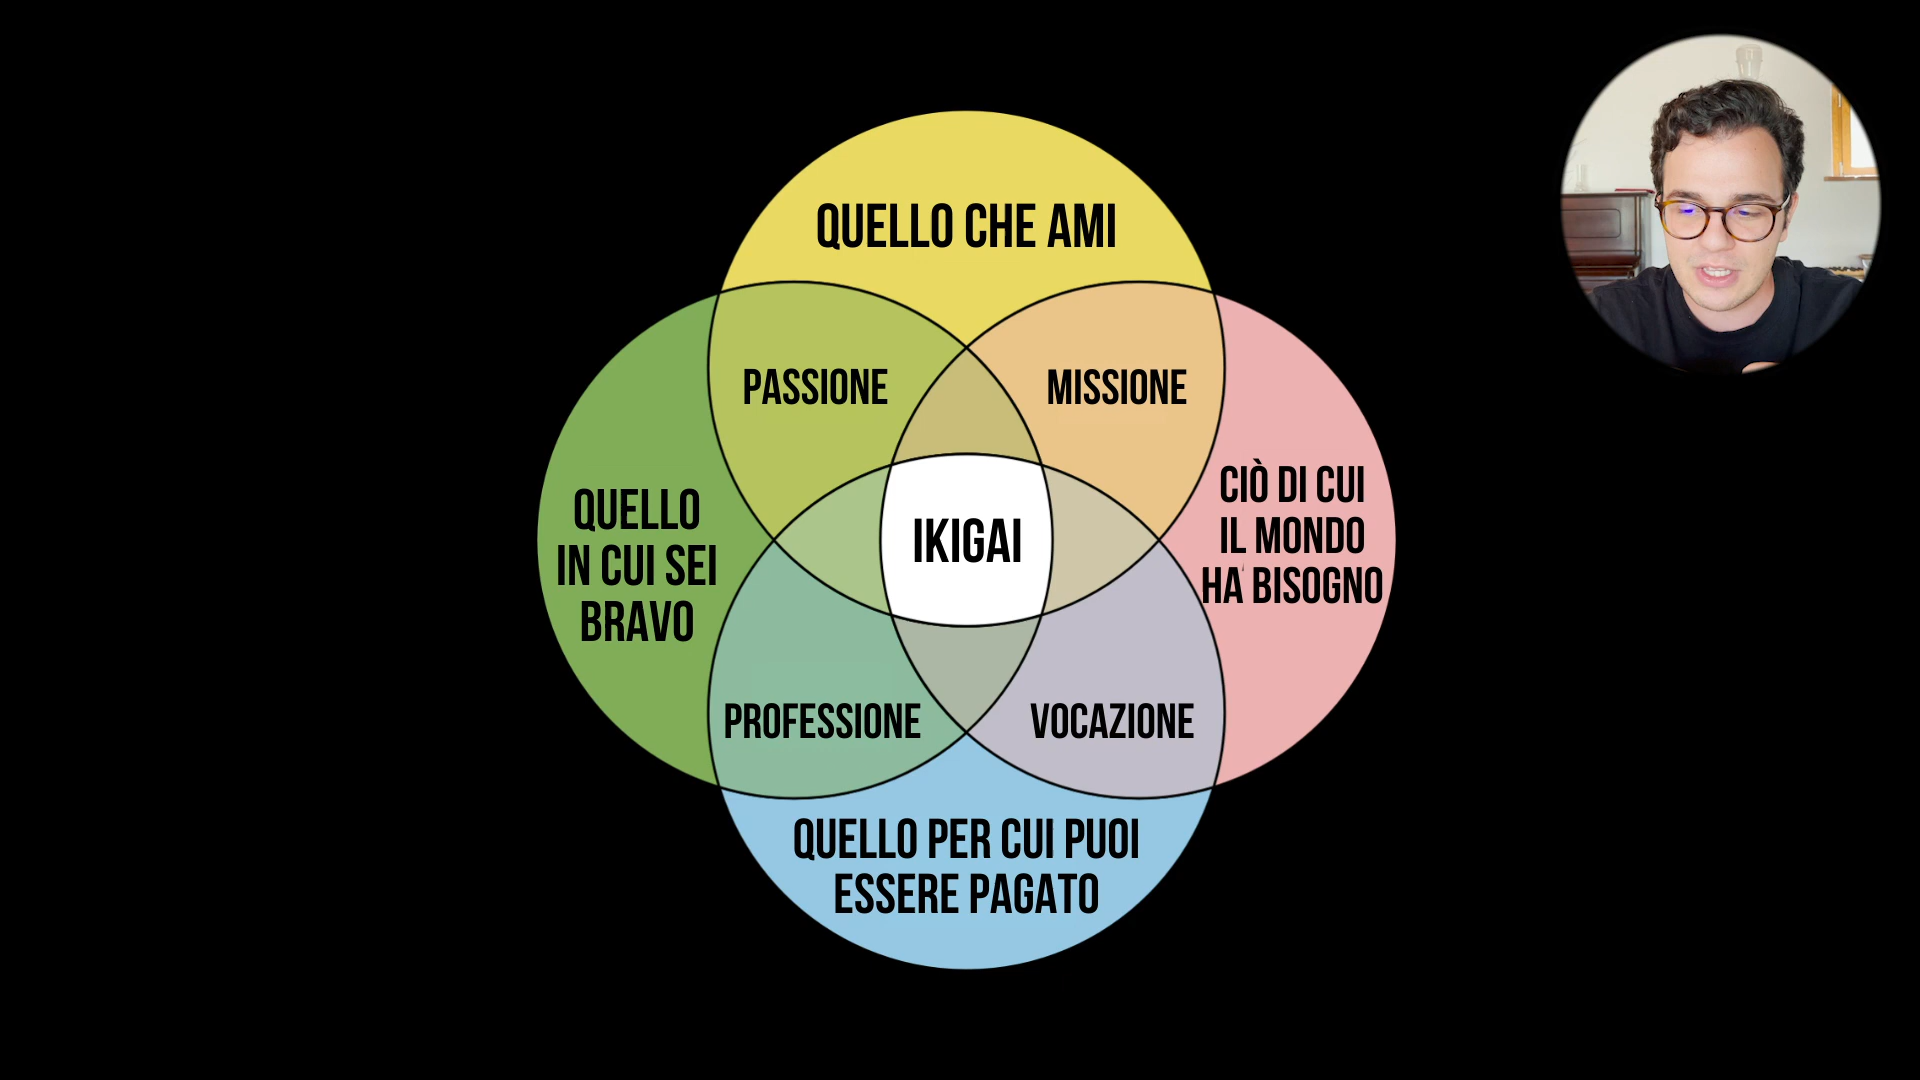 QUELLO CHE AMI
PASSIONE
MISSIONE
QUELLO
IN CUI SEI
BRAVO
IKIGAI
CIÒ DI CUI
IL MONDO
HA BISOGNO
PROFESSIONE
VOCAZIONE
QUELLO PER CUI PUOI
ESSERE PAGATO